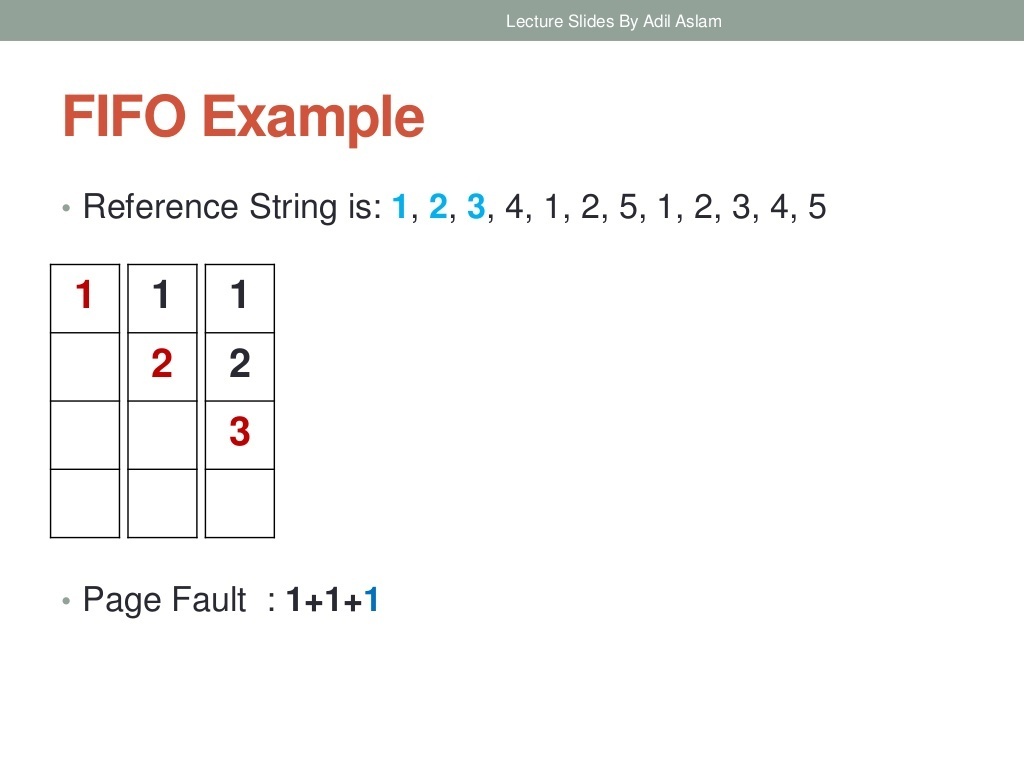 Lecture Slides By Adil Aslam
FIFO Example
• Reference String is: 1, 2, 3, 4, 1, 2, 5, 1, 2, 3, 4, 5
1 1 1
2 2
3
• Page Fault : 1+1+1